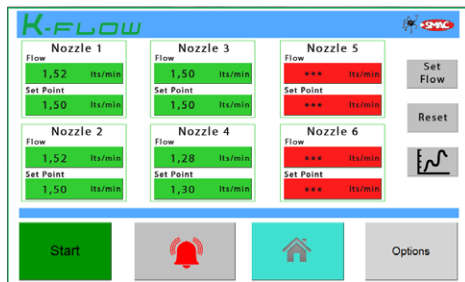 K-FLOW
SMAC
Nozzle 1
Flow
1,52 lts/min
Set Point
1,50 lts/min
Nozzle 3
Flow
1,50 lts/min
Set Point
1,50 lts/min
Nozzle 5
Flow
*** lts/min
Set Point
*** lts/min
Set
Flow
Reset
Nozzle 2
Flow
1,52 lts/min
Set Point
1,50 lts/min
Nozzle 4
Flow
1,28 lts/min
Set Point
1,30 lts/min
Nozzle 6
Flow
*** lts/min
Set Point
*** lts/min
Start
Options